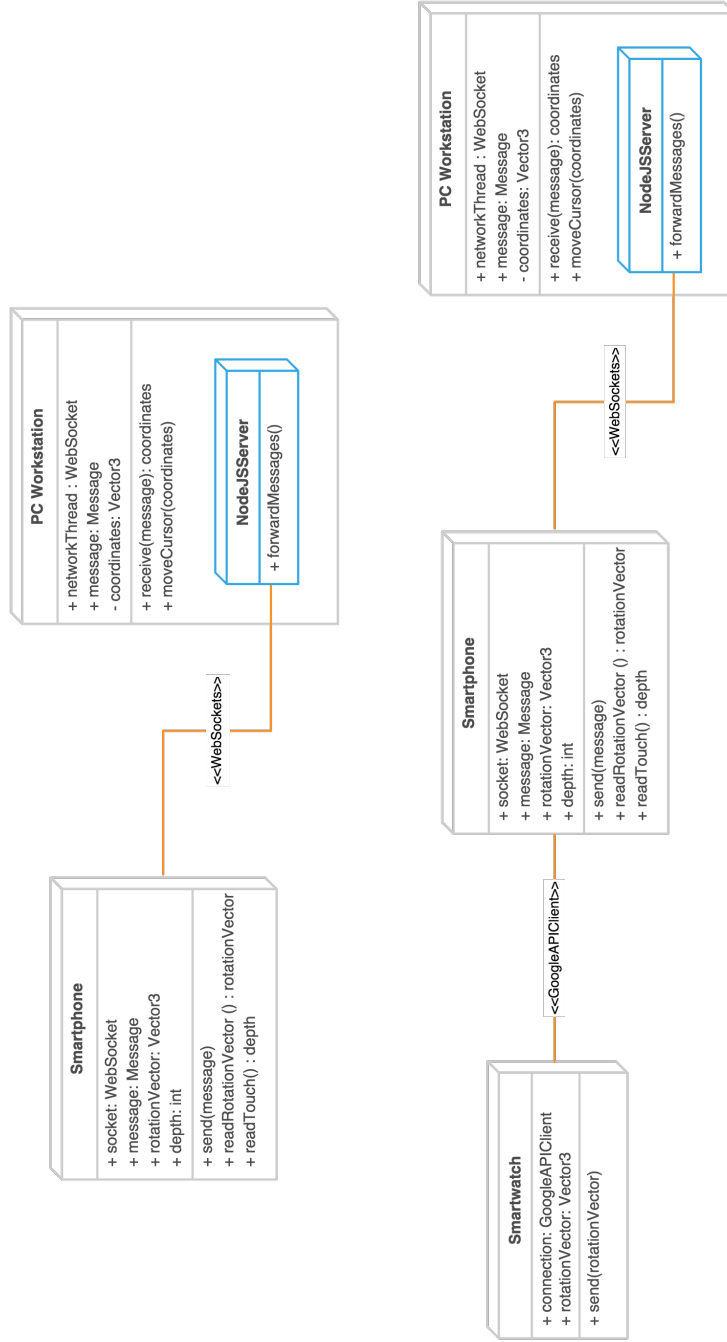 Smartphone
+ socket: WebSocket
+ message: Message
+ rotationVector: Vector3
+ depth: int
+ send(message)
+ readRotationVector () : rotationVector
+ readTouch() : depth
<<WebSockets>>
PC Workstation
+ networkThread : WebSocket
+ message: Message
- coordinates: Vector3
+ receive(message): coordinates
+ moveCursor(coordinates)
NodeJSServer
+ forwardMessages()
Smartwatch
+ connection: GoogleAPIClient
+ rotationVector: Vector3
+ send(rotationVector)
<<GoogleAPIClient>>
Smartphone
+ socket: WebSocket
+ message: Message
+ rotationVector: Vector3
+ depth: int
+ send(message)
+ readRotationVector () : rotationVector
+ readTouch() : depth
<<WebSockets>>
PC Workstation
+ networkThread : WebSocket
+ message: Message
- coordinates: Vector3
+ receive(message): coordinates
+ moveCursor(coordinates)
NodeJSServer
+ forwardMessages()